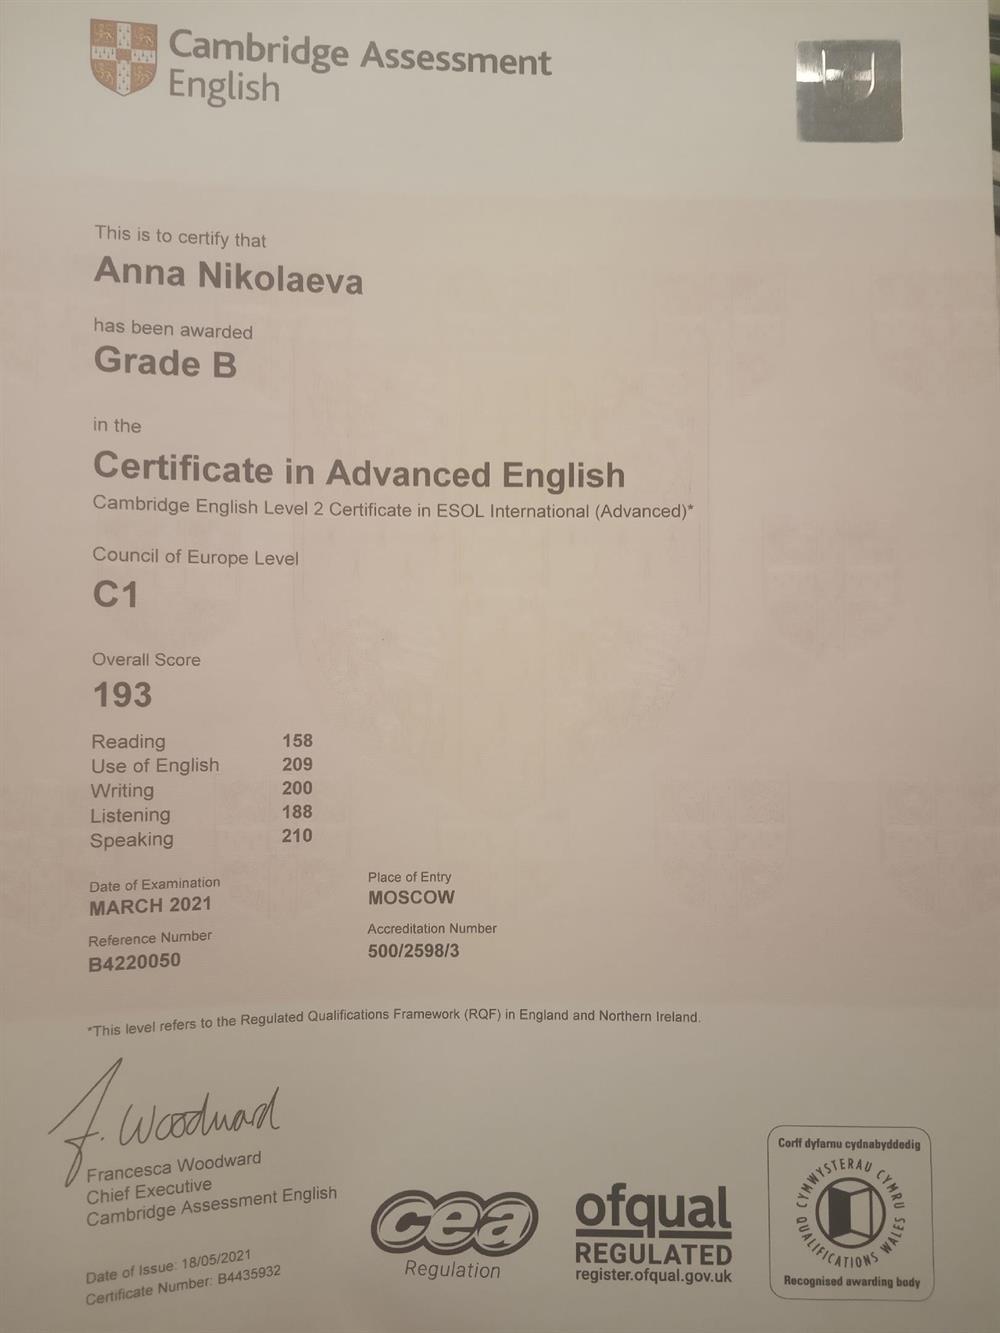 Cambridge Assessment
English
This is to certify that
Anna Nikolaeva
has been awarded
Grade B
in the
Certificate in Advanced English
Cambridge English Level 2 Certificate in ESOL International (Advanced)*
Council of Europe Level
C1
Overall Score
193
Reading 158
Use of English 209
Writing 200
Listening 188
Speaking 210
Date of Examination
MARCH 2021
Place of Entry
MOSCOW
Reference Number
B4220050
Accreditation Number
500/2598/3
*This level refers to the Regulated Qualifications Framework (RQF) in England and Northern Ireland.
F. Woodward
Francesca Woodward
Chief Executive
Cambridge Assessment English
Date of Issue: 18/05/2021
Certificate Number: B4435932
cea
Regulation
ofqual
REGULATED
register.ofqual.gov.uk
Corff dyfarnu cydnabyddedig
CYMWYSTERAU CYMRU
QUALIFICATIONS WALES
Recognised awarding body